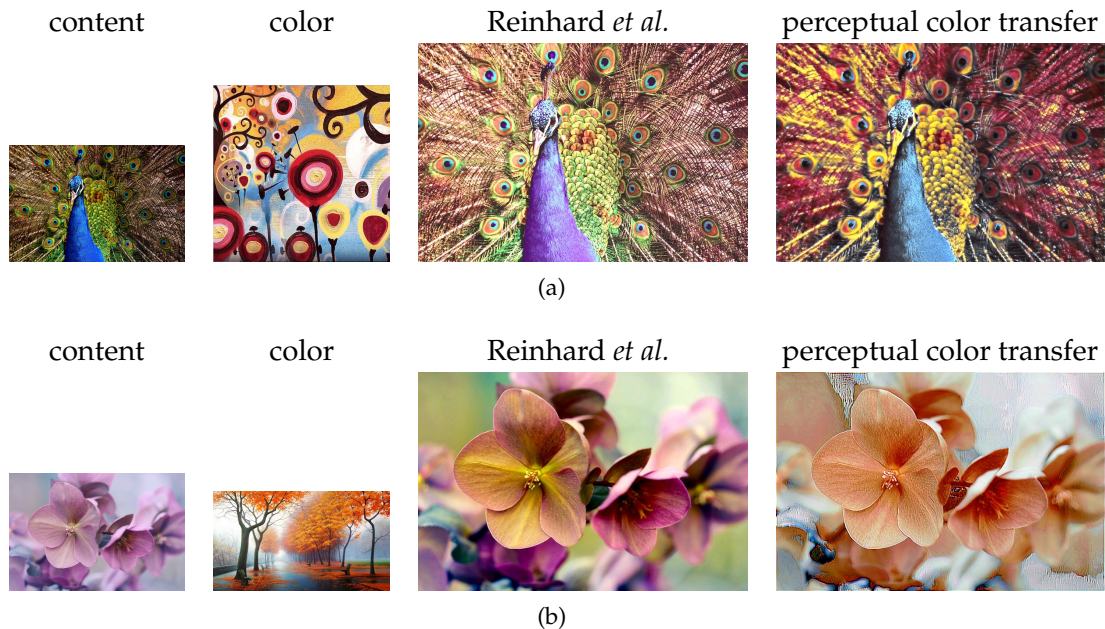 content color Reinhard et al. perceptual color transfer
(a)
content color Reinhard et al. perceptual color transfer
(b)